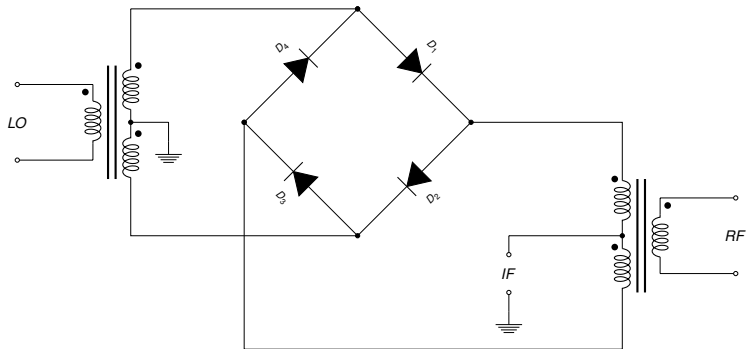 D₄
D₁
LO
D₃
D₂
RF
IF